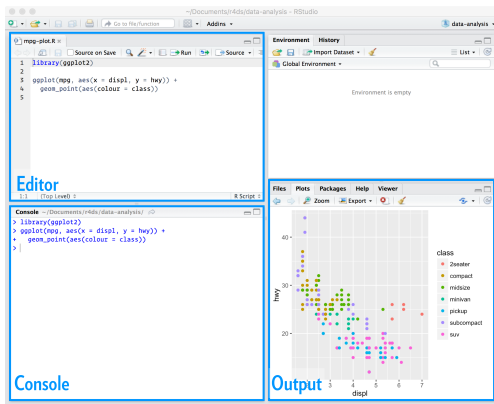 ~/Documents/r4ds/data-analysis - RStudio
Go to file/function
Addins
data-analysis
mpg-plot.R
Source on Save
Run
Source
1 library(ggplot2)
2
3 ggplot(mpg, aes(x = displ, y = hwy)) +
4 geom_point(aes(colour = class))
5
Editor
1:1 (Top Level) R Script
Console ~/Documents/r4ds/data-analysis/
> library(ggplot2)
> ggplot(mpg, aes(x = displ, y = hwy)) +
+ geom_point(aes(colour = class))
>
Console
Environment History
Import Dataset List
Global Environment
Environment is empty
Files Plots Packages Help Viewer
Zoom Export
40
30
20
hwy
3 4 5 6 7
displ
class
2seater
compact
midsize
minivan
pickup
subcompact
suv
Output